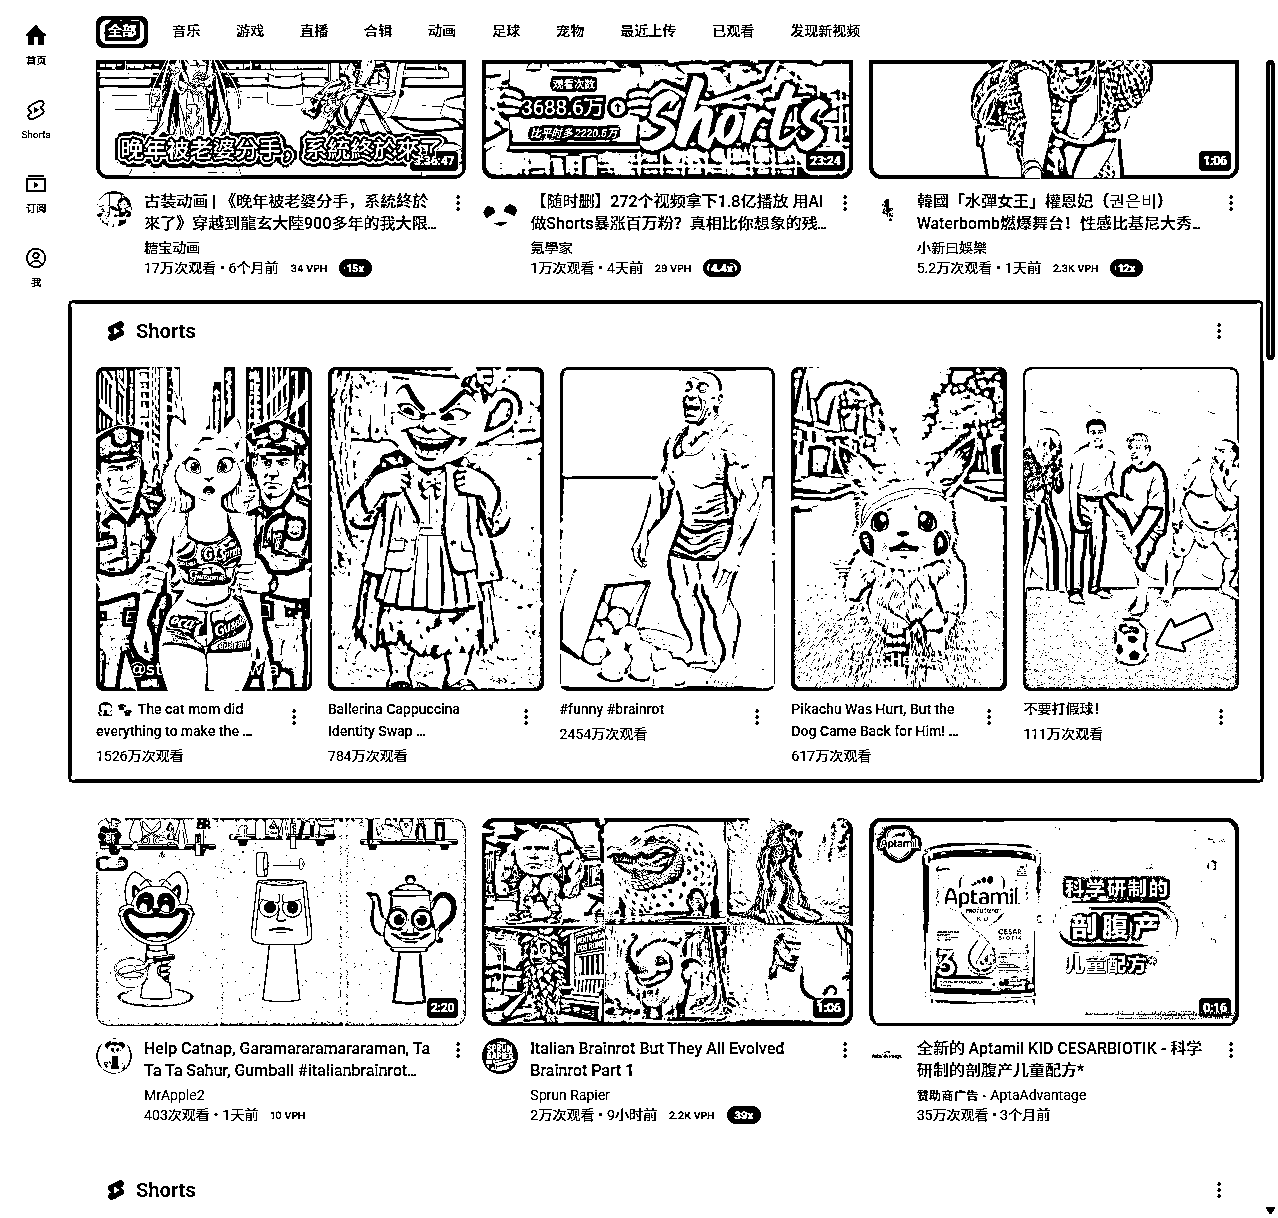 全部 音乐 游戏 直播 合辑 动画 足球 宠物 最近上传 已观看 发现新视频
首页
Shorts
订阅
我
晚年被老婆分手，系統終於來了
36:47
观看次数
3688.6万
比平时多2220.5万
Shorts
23:24
1:06
古装动画 | 《晚年被老婆分手，系統終於
來了》穿越到龍玄大陸900多年的我大限...
糖宝动画
17万次观看 • 6个月前 34 VPH 15x
【随时删】272个视频拿下1.8亿播放 用AI
做Shorts暴涨百万粉？真相比你想象的残...
氪學家
1万次观看 • 4天前 29 VPH 4.4x
韓國「水彈女王」權恩妃（권은비）
Waterbomb燃爆舞台！性感比基尼大秀...
小新曰娛樂
5.2万次观看 • 1天前 2.3K VPH 12x
Shorts
The cat mom did
everything to make the ...
1526万次观看
Ballerina Cappuccina
Identity Swap ...
784万次观看
#funny #brainrot
2454万次观看
Pikachu Was Hurt, But the
Dog Came Back for Him! ...
617万次观看
不要打假球！
111万次观看
2:20
1:06
Aptamil
Aptamil
KID
CESAR
BIOTIK
3
科学研制的
剖腹产
儿童配方*
0:16
Help Catnap, Garamararamararaman, Ta
Ta Ta Sahur, Gumball #italianbrainrot...
MrApple2
403次观看 • 1天前 10 VPH
Italian Brainrot But They All Evolved
Brainrot Part 1
Sprun Rapier
2万次观看 • 9小时前 2.2K VPH 39x
全新的 Aptamil KID CESARBIOTIK - 科学
研制的剖腹产儿童配方*
赞助商广告 · AptaAdvantage
35万次观看 • 3个月前
Shorts